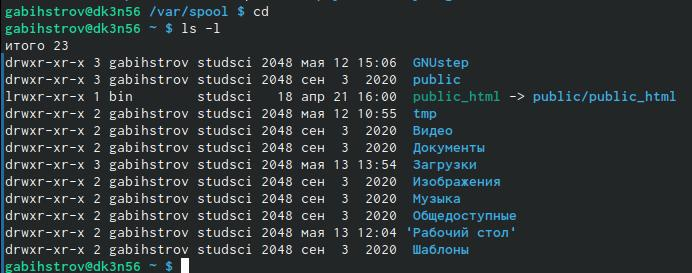 gabihstrov@dk3n56 /var/spool $ cd
gabihstrov@dk3n56 ~ $ ls -l
итого 23
drwxr-xr-x 3 gabihstrov studsci 2048 мая 12 15:06  GNUstep
drwxr-xr-x 3 gabihstrov studsci 2048 сен  3  2020  public
lrwxr-xr-x 1 bin        studsci   18 апр 21 16:00  public_html -> public/public_html
drwxr-xr-x 2 gabihstrov studsci 2048 мая 12 10:55  tmp
drwxr-xr-x 2 gabihstrov studsci 2048 сен  3  2020  Видео
drwxr-xr-x 2 gabihstrov studsci 2048 сен  3  2020  Документы
drwxr-xr-x 3 gabihstrov studsci 2048 мая 13 13:54  Загрузки
drwxr-xr-x 2 gabihstrov studsci 2048 сен  3  2020  Изображения
drwxr-xr-x 2 gabihstrov studsci 2048 сен  3  2020  Музыка
drwxr-xr-x 2 gabihstrov studsci 2048 сен  3  2020  Общедоступные
drwxr-xr-x 2 gabihstrov studsci 2048 мая 13 12:04 'Рабочий стол'
drwxr-xr-x 2 gabihstrov studsci 2048 сен  3  2020  Шаблоны
gabihstrov@dk3n56 ~ $